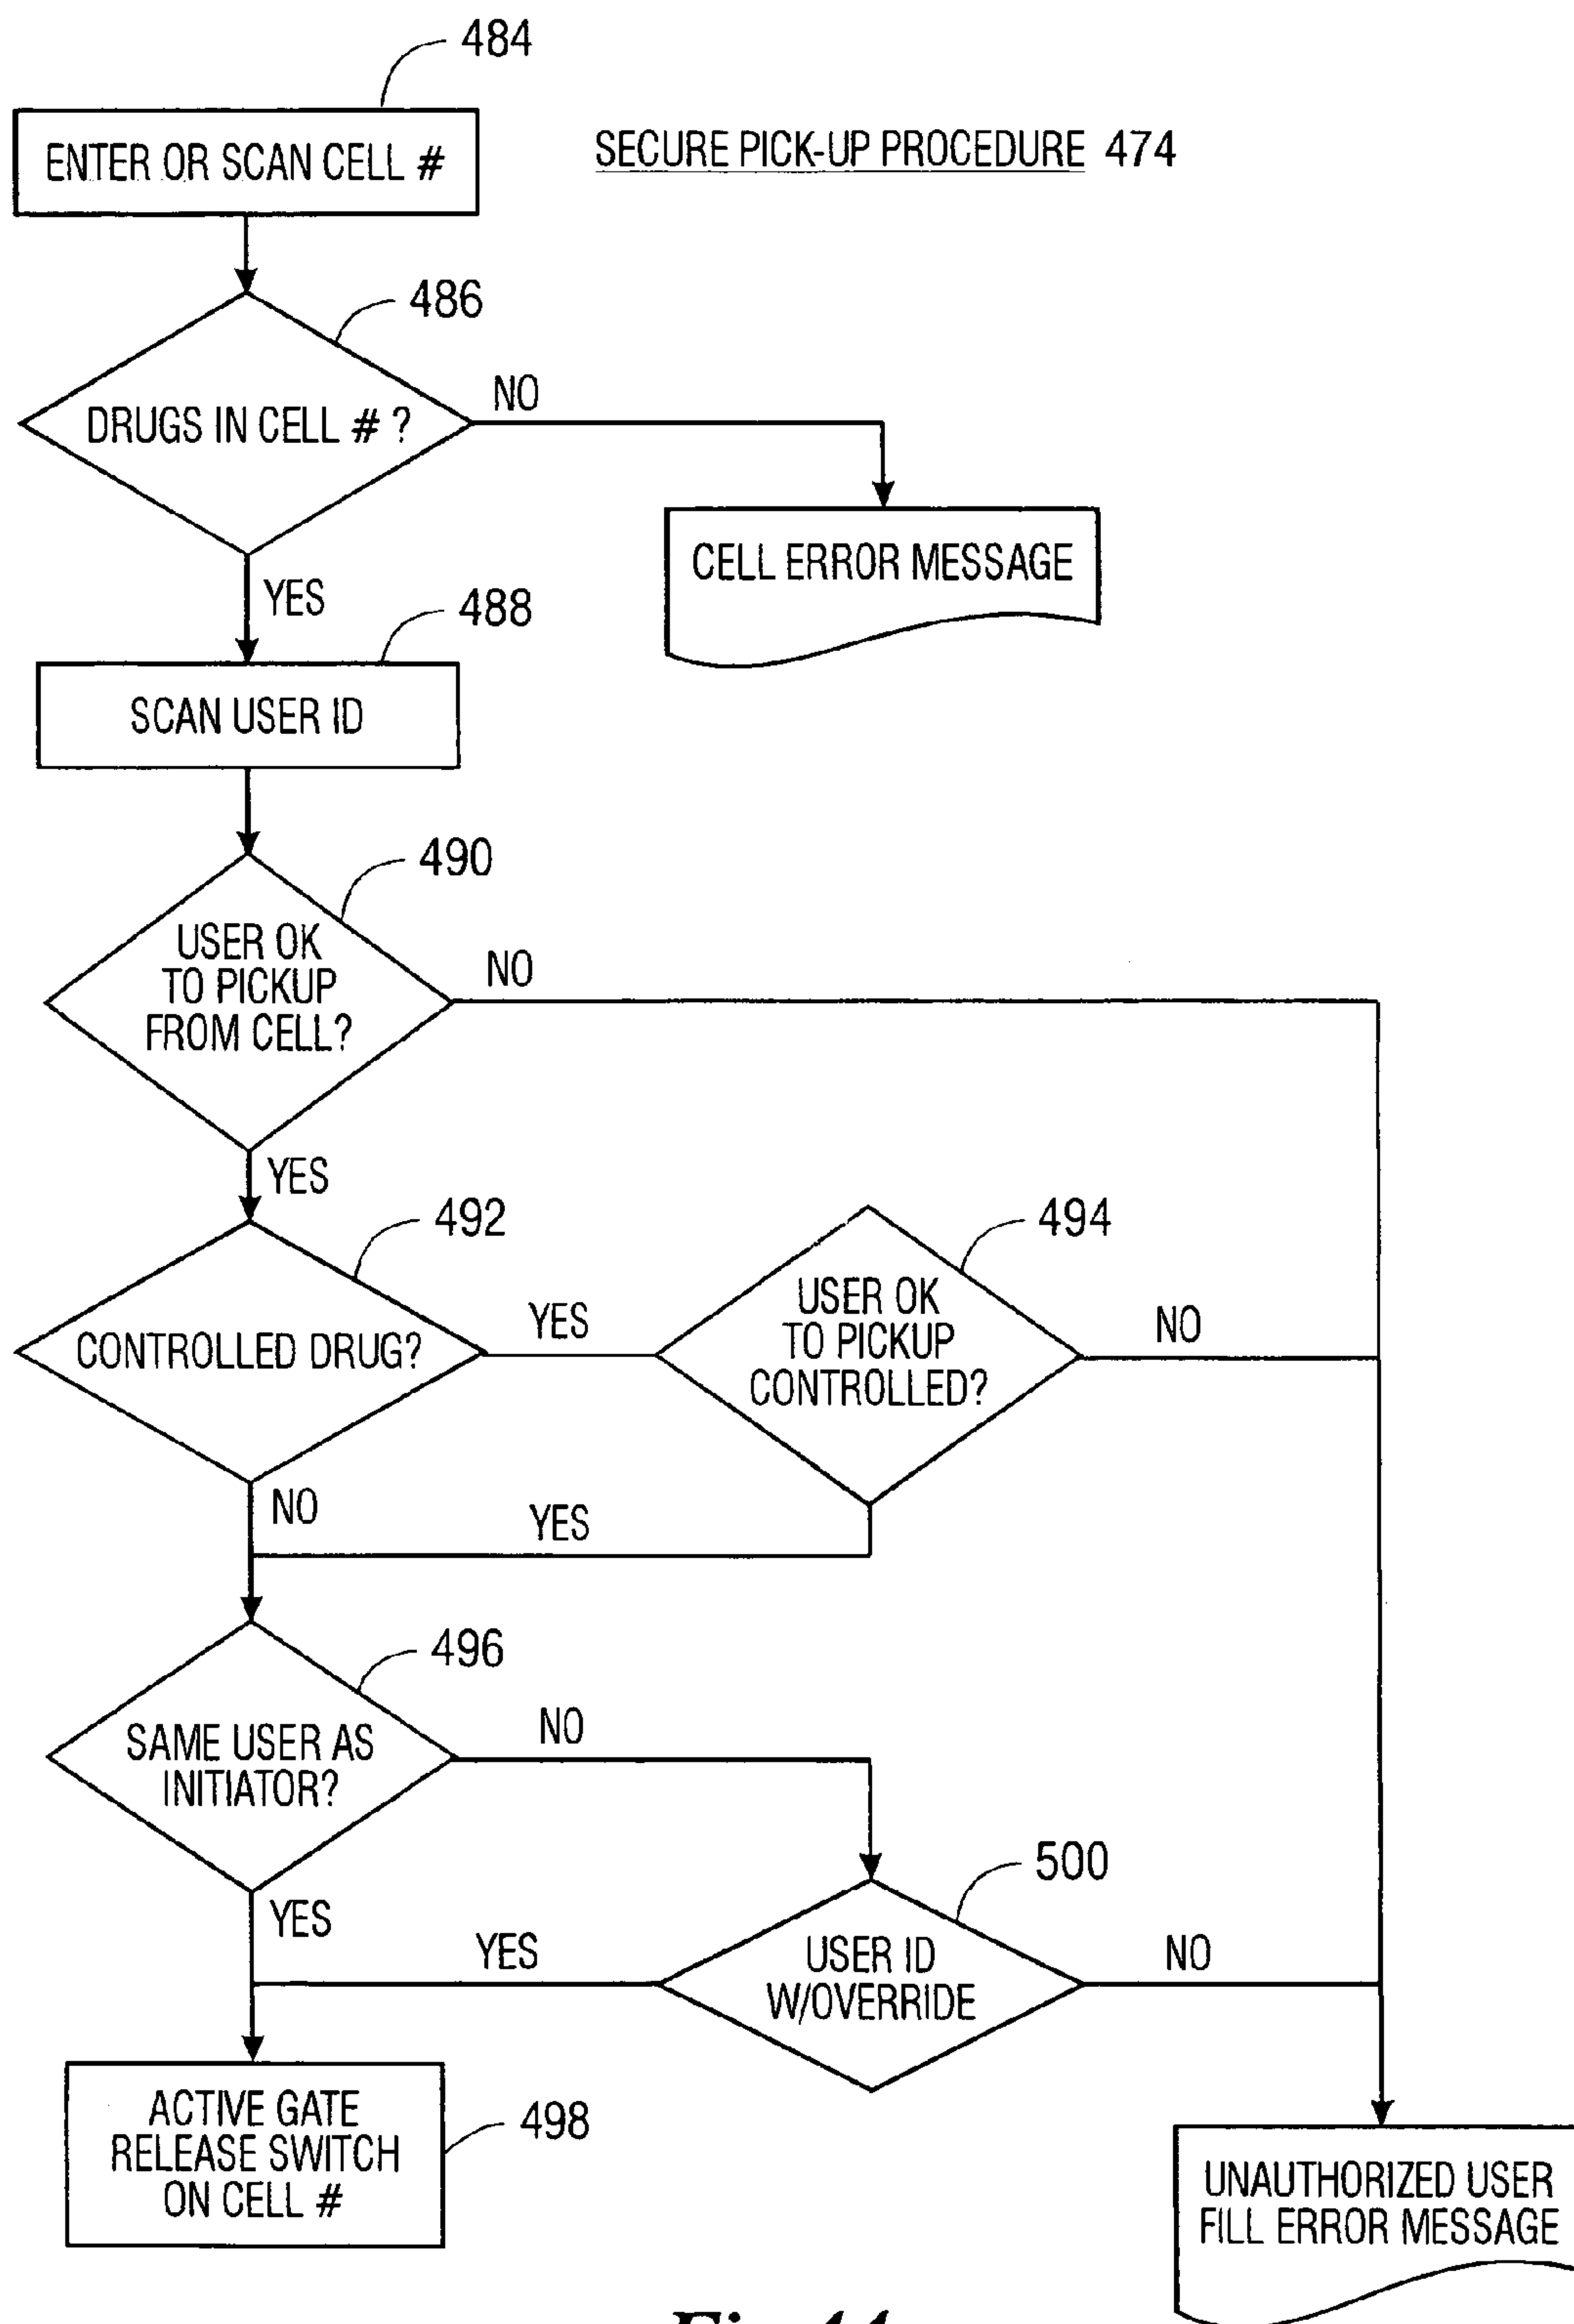 484
ENTER OR SCAN CELL #
SECURE PICK-UP PROCEDURE 474
486
DRUGS IN CELL # ?
NO
CELL ERROR MESSAGE
YES
488
SCAN USER ID
490
USER OK
TO PICKUP
FROM CELL?
NO
YES
492
CONTROLLED DRUG?
YES
494
USER OK
TO PICKUP
CONTROLLED?
NO
NO
YES
496
SAME USER AS
INITIATOR?
NO
500
YES
YES
USER ID
W/OVERRIDE
NO
ACTIVE GATE
RELEASE SWITCH
ON CELL #
498
UNAUTHORIZED USER
FILL ERROR MESSAGE